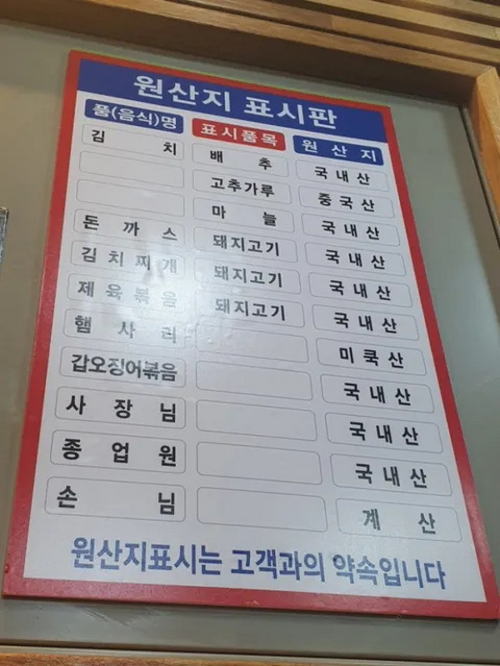 원산지 표시판
풀(음식)명 표시품목 원산지
김치 배추 국내산
고추가루 중국산
마늘 국내산
돈까스 돼지고기 국내산
김치찌개 돼지고기 국내산
제육볶음 돼지고기 국내산
햄사리 미쿡산
갑오징어볶음 국내산
사장님 국내산
종업원 국내산
손님 계산
원산지표시는 고객과의 약속입니다